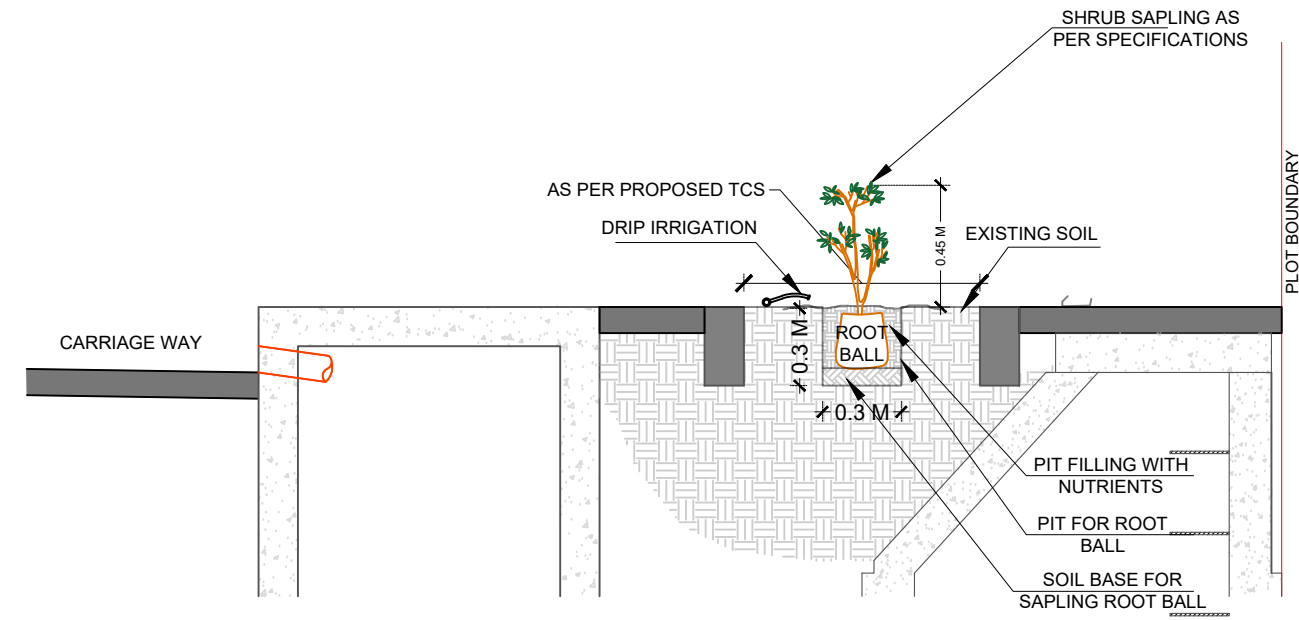 SHRUB SAPLING AS
PER SPECIFICATIONS
AS PER PROPOSED TCS
DRIP IRRIGATION
0.45 M
EXISTING SOIL
PLOT BOUNDARY
CARRIAGE WAY
0.3 M
ROOT
BALL
0.3 M
PIT FILLING WITH
NUTRIENTS
PIT FOR ROOT
BALL
SOIL BASE FOR
SAPLING ROOT BALL